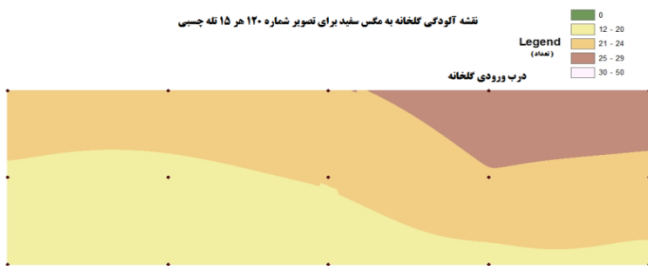 نقشه آلودگی گلخانه به مگس سفید برای تصویر شماره ۱۲۰ هر ۱۵ تله چسبی
Legend
(تعداد)
0
12 - 20
21 - 24
25 - 29
30 - 50
درب ورودی گلخانه